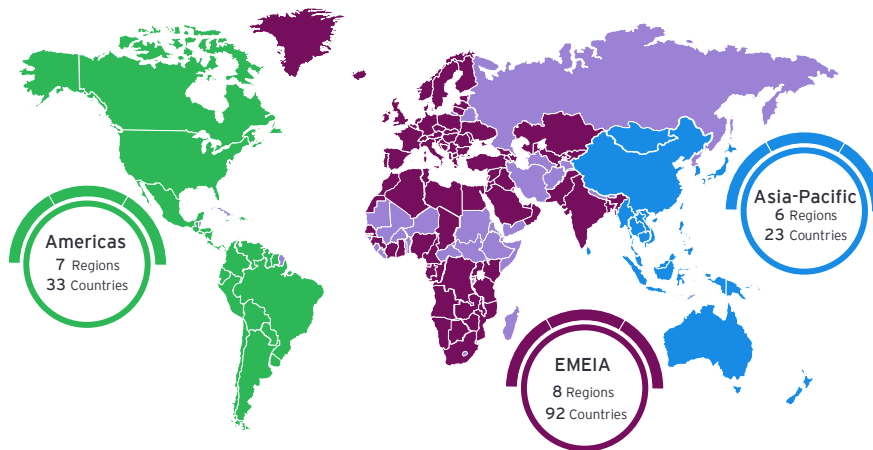 Americas
7 Regions
33 Countries
Asia-Pacific
6 Regions
23 Countries
EMEIA
8 Regions
92 Countries